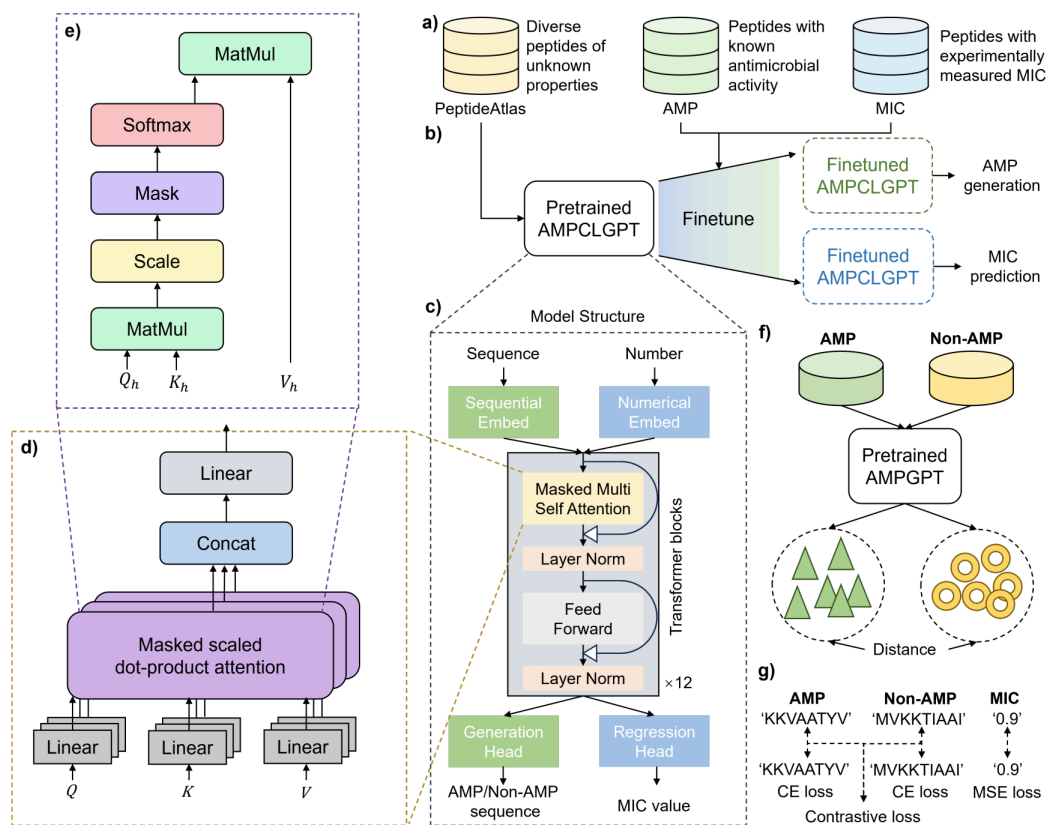 a)
Diverse
peptides of
unknown
properties
PeptideAtlas
Peptides with
known
antimicrobial
activity
AMP
Peptides with
experimentally
measured MIC
MIC
b)
Pretrained
AMPCLGPT
Finetune
Finetuned
AMPCLGPT
AMP
generation
Finetuned
AMPCLGPT
MIC
prediction
c)
Model Structure
Sequence
Number
Sequential
Embed
Numerical
Embed
Masked Multi
Self Attention
Layer Norm
Feed
Forward
Layer Norm
Transformer blocks
×12
Generation
Head
Regression
Head
AMP/Non-AMP
sequence
MIC value
d)
Linear
Concat
Masked scaled
dot-product attention
Linear
Linear
Linear
Q
K
V
e)
MatMul
Softmax
Mask
Scale
MatMul
Qₕ
Kₕ
Vₕ
f)
AMP
Non-AMP
Pretrained
AMPGPT
Distance
g)
AMP
Non-AMP
MIC
‘KKVAATYV’
‘MVKKTIAAI’
‘0.9’
‘KKVAATYV’
‘MVKKTIAAI’
‘0.9’
CE loss
CE loss
MSE loss
Contrastive loss